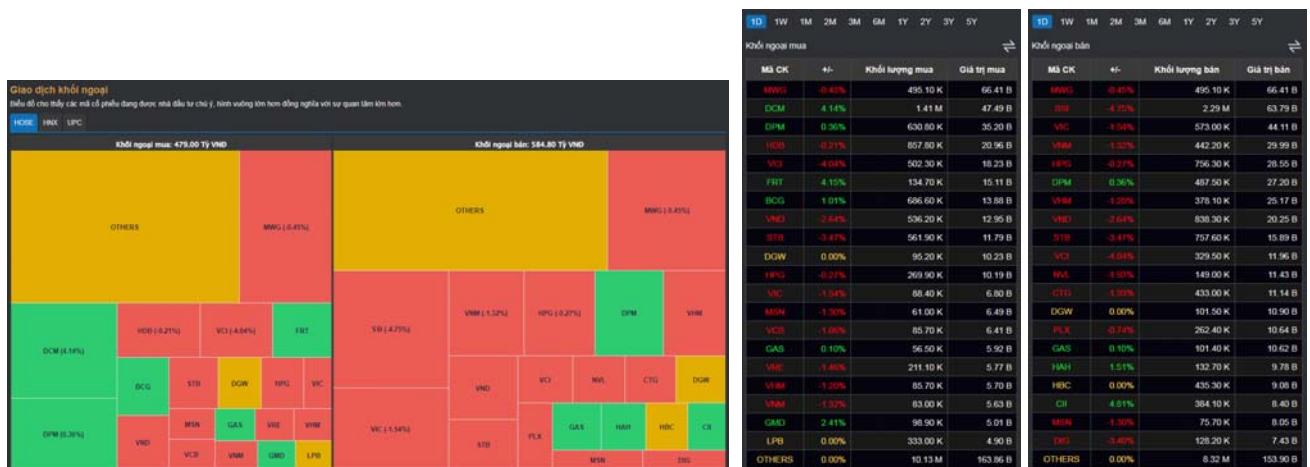 Giao dịch khối ngoại
Biểu đồ cho thấy các mã cổ phiếu đang được nhà đầu tư chú ý, hình vuông lớn hơn đồng nghĩa với sự quan tâm lớn hơn.
HOSE HNX UPC
Khối ngoại mua: 479.00 Tỷ VNĐ
OTHERS
MWG (-0.45%)
DCM (4.14%)
HDB (-0.21%)
VCI (-4.04%)
FRT
BCG
STB
DGW
HPG
VIC
DPM (0.36%)
VND
MSN
GAS
VRE
VHM
VCB
VNM
GMD
LPB
Khối ngoại bán: 584.80 Tỷ VNĐ
OTHERS
MWG (-0.45%)
SSI (-4.75%)
VNM (-1.32%)
HPG (-0.27%)
DPM
VHM
VND
VCI
NVL
CTG
DGW
VIC (-1.54%)
STB
PLX
GAS
HAH
HBC
CII
MSN
DIG
1D 1W 1M 2M 3M 6M 1Y 2Y 3Y 5Y
Khối ngoại mua
Mã CK +/- Khối lượng mua Giá trị mua
MWG -0.45% 495.10 K 66.41 B
DCM 4.14% 1.41 M 47.49 B
DPM 0.36% 630.80 K 35.20 B
HDB -0.21% 857.80 K 20.96 B
VCI -4.04% 502.30 K 18.23 B
FRT 4.15% 134.70 K 15.11 B
BCG 1.01% 686.60 K 13.88 B
VND -2.64% 536.20 K 12.95 B
STB -3.47% 561.90 K 11.79 B
DGW 0.00% 95.20 K 10.23 B
HPG -0.27% 269.90 K 10.19 B
VIC -1.54% 88.40 K 6.80 B
MSN -1.30% 61.00 K 6.49 B
VCB -1.06% 85.70 K 6.41 B
GAS 0.10% 56.50 K 5.92 B
VRE -1.46% 211.10 K 5.77 B
VHM -1.20% 85.70 K 5.70 B
VNM -1.32% 83.00 K 5.63 B
GMD 2.41% 98.90 K 5.01 B
LPB 0.00% 333.00 K 4.90 B
OTHERS 0.00% 10.13 M 163.86 B
1D 1W 1M 2M 3M 6M 1Y 2Y 3Y 5Y
Khối ngoại bán
Mã CK +/- Khối lượng bán Giá trị bán
MWG -0.45% 495.10 K 66.41 B
SSI -4.75% 2.29 M 63.79 B
VIC -1.54% 573.00 K 44.11 B
VNM -1.32% 442.20 K 29.99 B
HPG -0.27% 756.30 K 28.55 B
DPM 0.36% 487.50 K 27.20 B
VHM -1.20% 378.10 K 25.17 B
VND -2.64% 838.30 K 20.25 B
STB -3.47% 757.60 K 15.89 B
VCI -4.04% 329.50 K 11.96 B
NVL 149.00 K 11.43 B
CTG 433.00 K 11.14 B
DGW 0.00% 101.50 K 10.90 B
PLX -0.74% 262.40 K 10.64 B
GAS 0.10% 101.40 K 10.62 B
HAH 1.51% 132.70 K 9.78 B
HBC 0.00% 435.30 K 9.08 B
CII 4.81% 384.10 K 8.40 B
MSN -1.30% 75.70 K 8.05 B
DIG -3.40% 128.20 K 7.43 B
OTHERS 0.00% 8.32 M 153.90 B